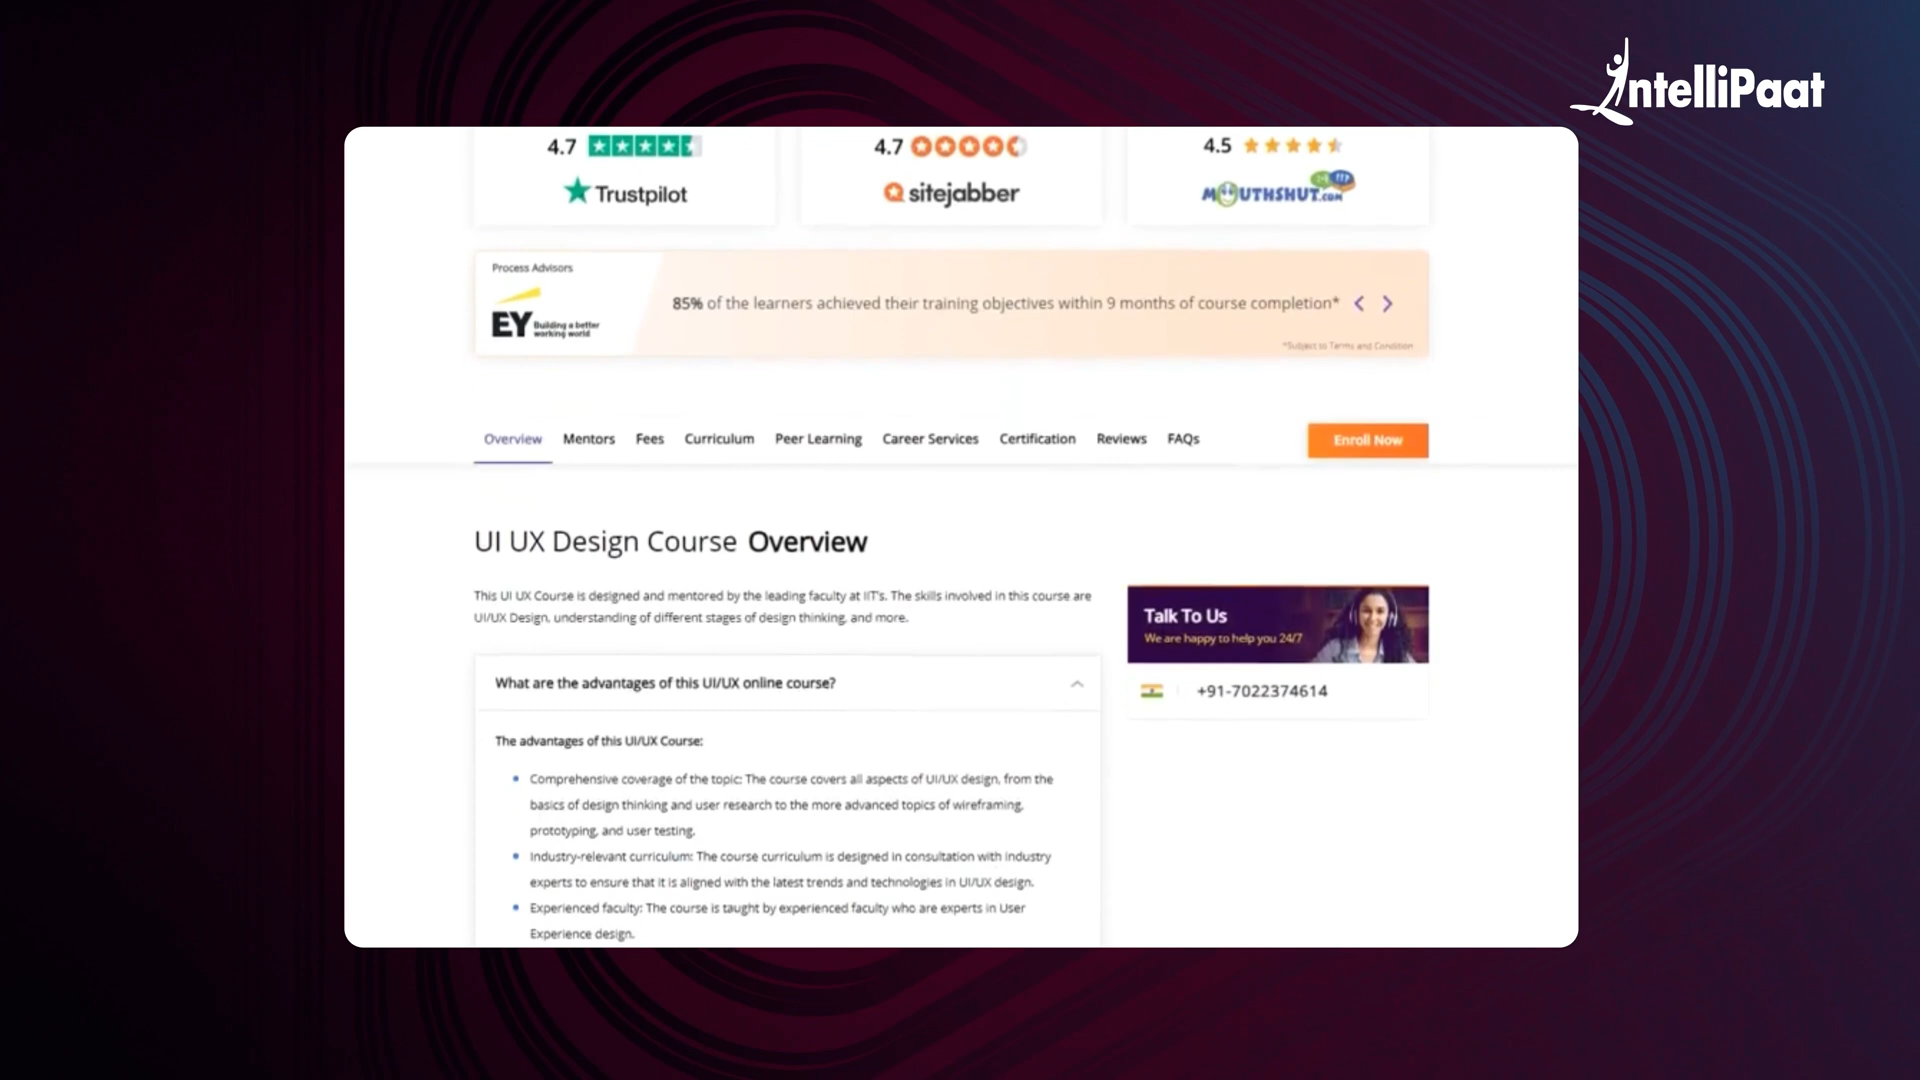 IntelliPaat
4.7
4.7
4.5
Trustpilot
sitejabber
MOUTHSHUT.COM
Process Advisors
EY Building a better
working world
85% of the learners achieved their training objectives within 9 months of course completion*
*Subject to Terms and Condition
Overview Mentors Fees Curriculum Peer Learning Career Services Certification Reviews FAQs Enroll Now
UI UX Design Course Overview
This UI UX Course is designed and mentored by the leading faculty at IIT's. The skills involved in this course are
UI/UX Design, understanding of different stages of design thinking, and more.
Talk To Us
We are happy to help you 24/7
+91-7022374614
What are the advantages of this UI/UX online course?
The advantages of this UI/UX Course:
Comprehensive coverage of the topic: The course covers all aspects of UI/UX design, from the
basics of design thinking and user research to the more advanced topics of wireframing,
prototyping, and user testing.
Industry-relevant curriculum: The course curriculum is designed in consultation with industry
experts to ensure that it is aligned with the latest trends and technologies in UI/UX design.
Experienced faculty: The course is taught by experienced faculty who are experts in User
Experience design.